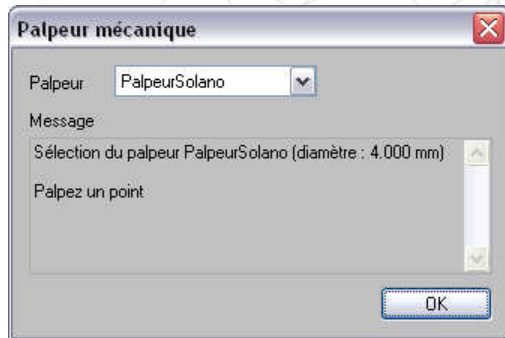 Palpeur mécanique
Palpeur PalpeurSolano
Message
Sélection du palpeur PalpeurSolano (diamètre : 4.000 mm)
Palpez un point
OK